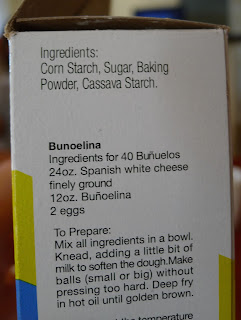 Ingredients:
Corn Starch, Sugar, Baking
Powder, Cassava Starch.
Bunoelina
Ingredients for 40 Buñuelos
24oz. Spanish white cheese
finely ground
12oz. Buñoelina
2 eggs
To Prepare:
Mix all ingredients in a bowl.
Knead, adding a little bit of
milk to soften the dough.Make
balls (small or big) without
pressing too hard. Deep fry
in hot oil until golden brown.
the temperature